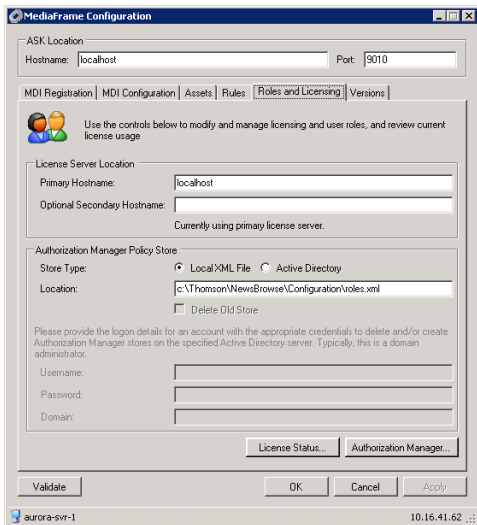 MediaFrame Configuration
ASK Location
Hostname: localhost Port: 9010
MDI Registration MDI Configuration Assets Rules Roles and Licensing Versions
Use the controls below to modify and manage licensing and user roles, and review current
license usage
License Server Location
Primary Hostname: localhost
Optional Secondary Hostname:
Currently using primary license server.
Authorization Manager Policy Store
Store Type: Local XML File Active Directory
Location: c:\Thomson\NewsBrowse\Configuration\roles.xml
Delete Old Store
Please provide the logon details for an account with the appropriate credentials to delete and/or create
Authorization Manager stores on the specified Active Directory server. Typically, this is a domain
administrator.
Username:
Password:
Domain:
License Status... Authorization Manager...
Validate OK Cancel Apply
aurora-svr-1 10.16.41.62